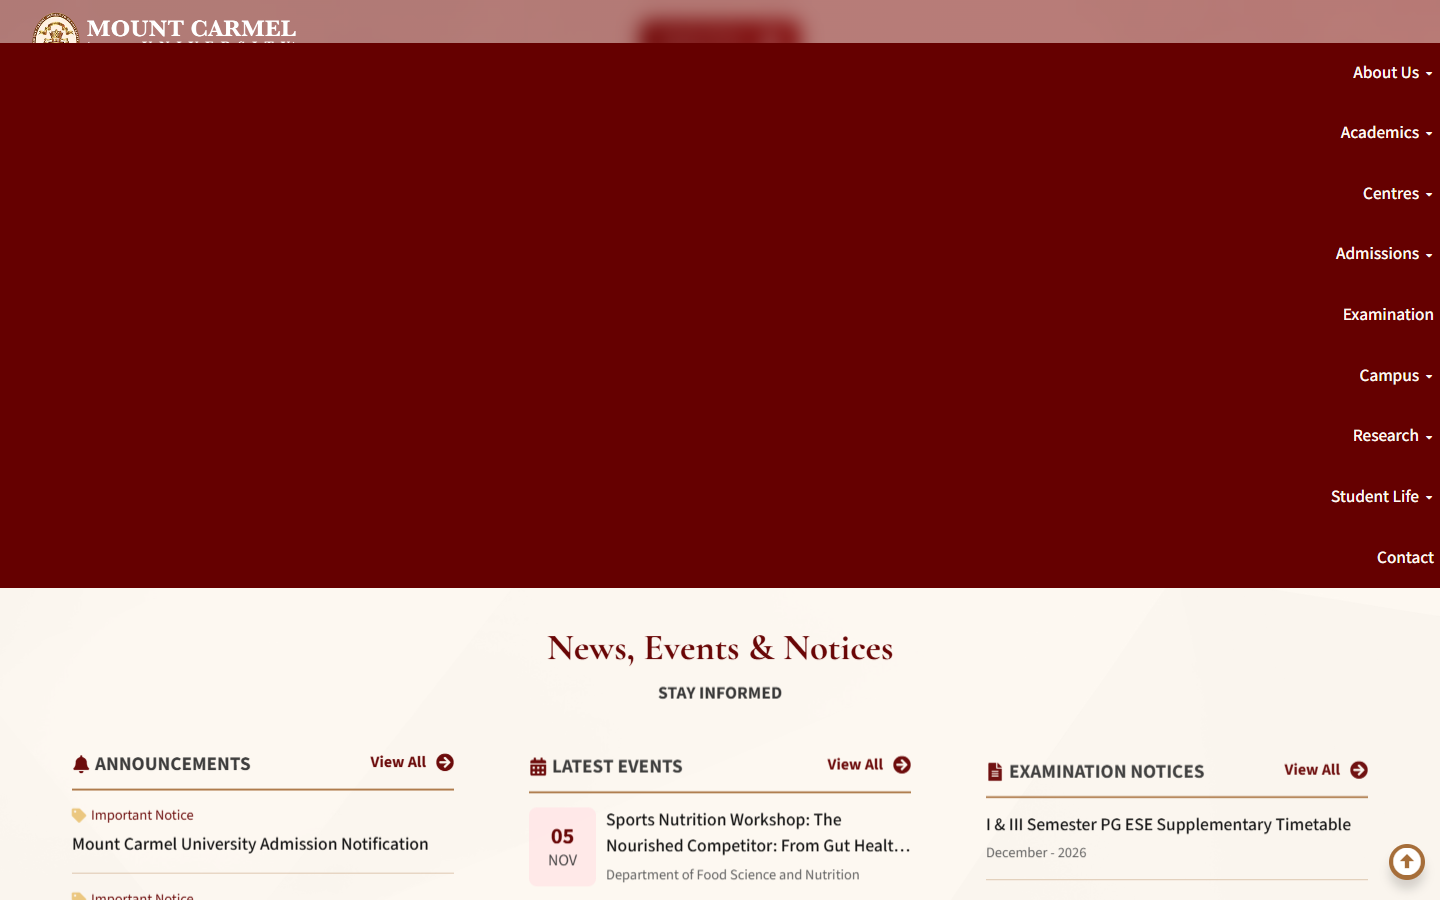 MOUNT CARMEL
About Us
Academics
Centres
Admissions
Examination
Campus
Research
Student Life
Contact
News, Events & Notices
STAY INFORMED
ANNOUNCEMENTS
View All
Important Notice
Mount Carmel University Admission Notification
Important Notice
LATEST EVENTS
View All
05
NOV
Sports Nutrition Workshop: The
Nourished Competitor: From Gut Healt...
Department of Food Science and Nutrition
EXAMINATION NOTICES
View All
I & III Semester PG ESE Supplementary Timetable
December - 2026